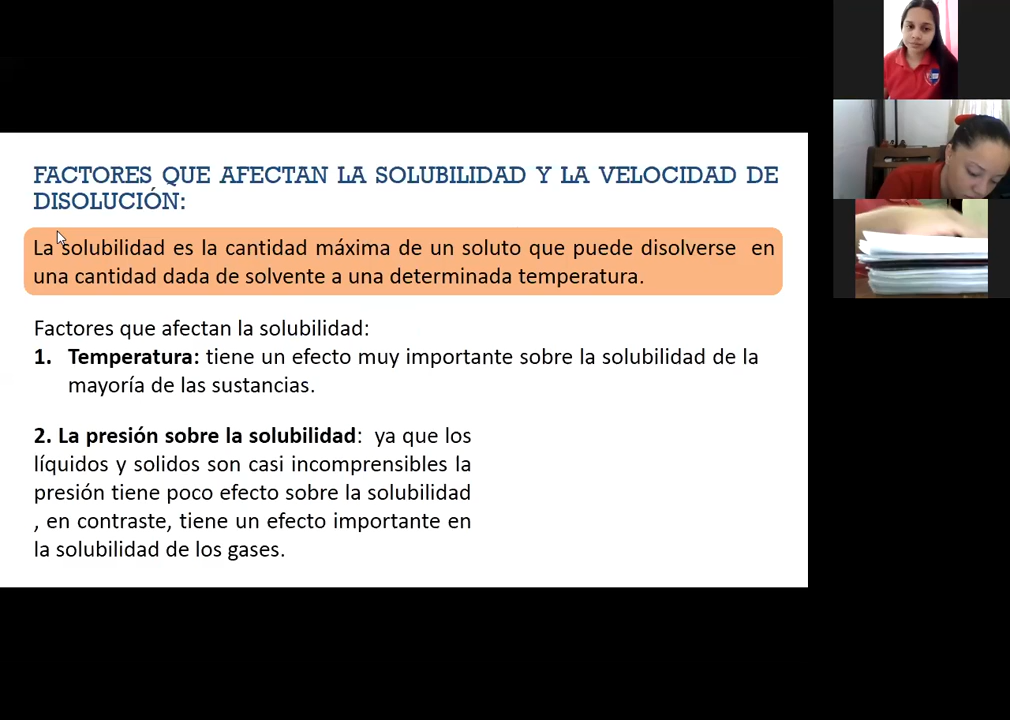 FACTORES QUE AFECTAN LA SOLUBILIDAD Y LA VELOCIDAD DE
DISOLUCIÓN:
La solubilidad es la cantidad máxima de un soluto que puede disolverse en
una cantidad dada de solvente a una determinada temperatura.
Factores que afectan la solubilidad:
1. Temperatura: tiene un efecto muy importante sobre la solubilidad de la
mayoría de las sustancias.
2. La presión sobre la solubilidad: ya que los
líquidos y solidos son casi incomprensibles la
presión tiene poco efecto sobre la solubilidad
, en contraste, tiene un efecto importante en
la solubilidad de los gases.